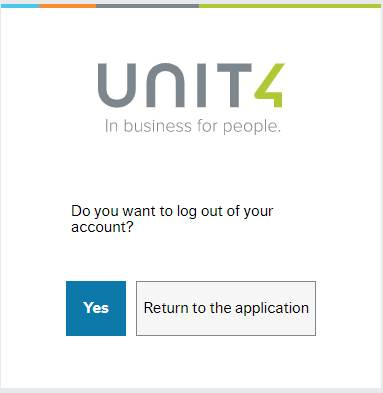 UNIT4
In business for people.
Do you want to log out of your
account?
Yes
Return to the application